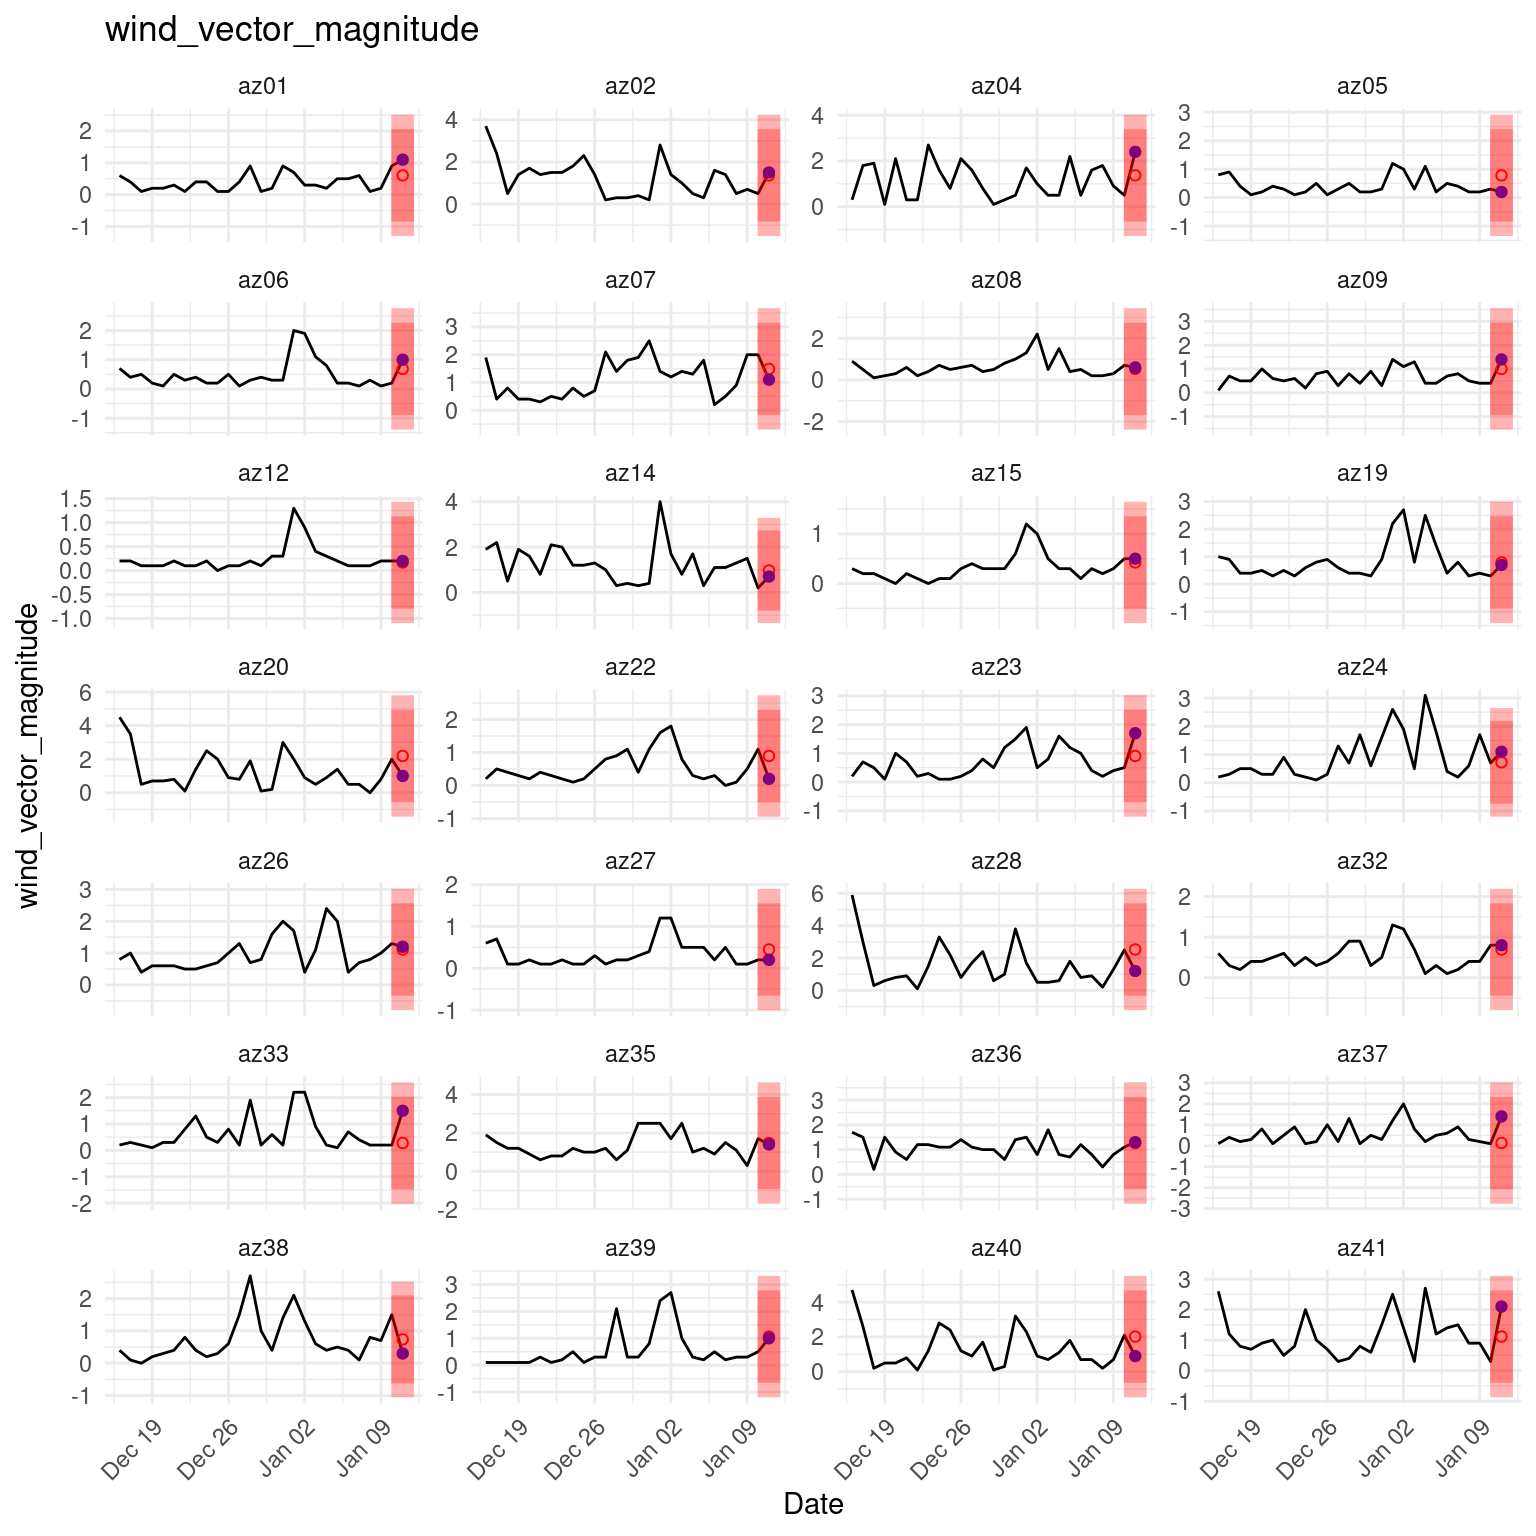 wind_vector_magnitude
az01 az02 az04 az05
2 1 0 -1
4 2 0
4 2 0
3 2 1 0 -1
az06 az07 az08 az09
2 1 0 -1
3 2 1 0
2 0 -2
3 2 1 0 -1
az12 az14 az15 az19
1.5 1.0 0.5 0.0 -0.5 -1.0
4 2 0
1 0
3 2 1 0 -1
az20 az22 az23 az24
6 4 2 0
2 1 0 -1
3 2 1 0 -1
3 2 1 0 -1
az26 az27 az28 az32
3 2 1 0
2 1 0 -1
6 4 2 0
2 1 0
az33 az35 az36 az37
2 1 0 -1 -2
4 2 0 -2
3 2 1 0 -1
3 2 1 0 -1 -2 -3
az38 az39 az40 az41
2 1 0 -1
3 2 1 0 -1
4 2 0
3 2 1 0 -1
Dec 19 Dec 26 Jan 02 Jan 09 Dec 19 Dec 26 Jan 02 Jan 09 Dec 19 Dec 26 Jan 02 Jan 09 Dec 19 Dec 26 Jan 02 Jan 09
Date
wind_vector_magnitude